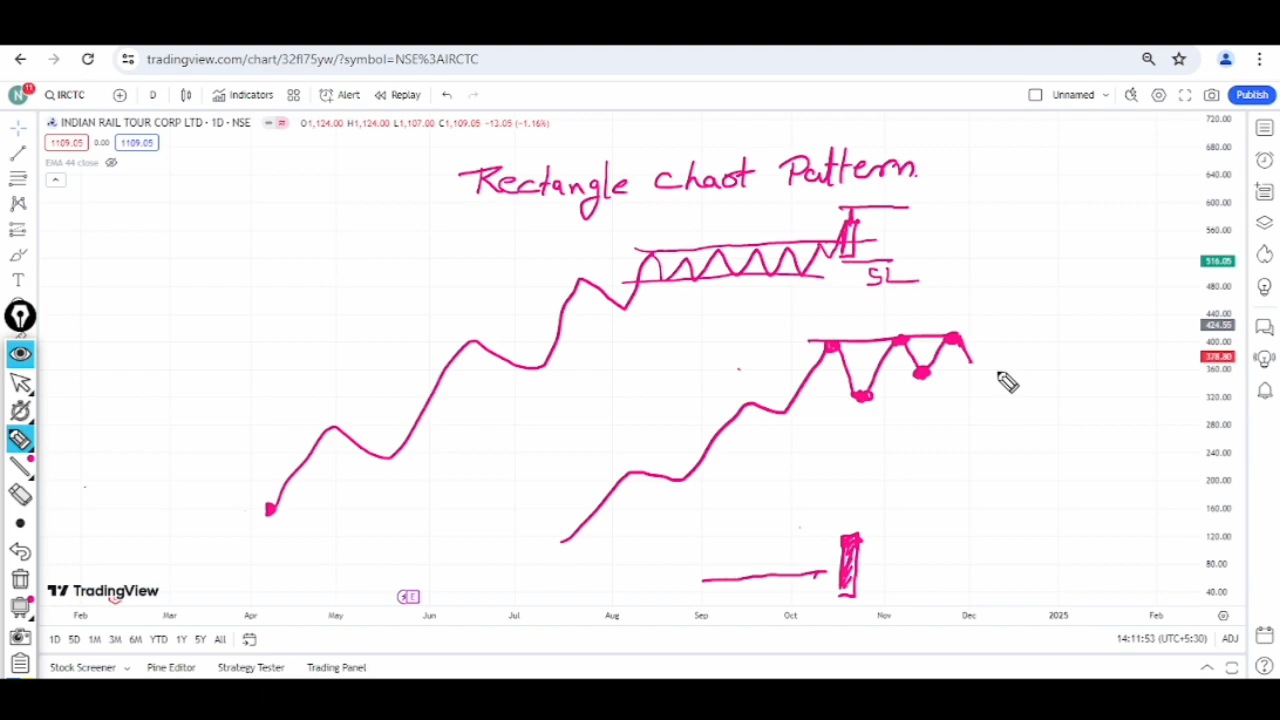 tradingview.com/chart/32fl75yw/?symbol=NSE%3AIRCTC
N 11 IRCTC D Indicators Alert Replay Unnamed Publish
INDIAN RAIL TOUR CORP LTD · 1D · NSE O1,124.00 H1,124.00 L1,107.00 C1,109.05 -13.05 (-1.16%)
1109.05 0.00 1109.05
EMA 44 close
Rectangle chaot Pattern.
SL
720.00
680.00
640.00
600.00
560.00
516.05
480.00
440.00
424.55
400.00
378.80
360.00
320.00
280.00
240.00
200.00
160.00
120.00
80.00
40.00
T
TradingView
E
Feb Mar Apr May Jun Jul Aug Sep Oct Nov Dec 2025 Feb
1D 5D 1M 3M 6M YTD 1Y 5Y All 14:11:53 (UTC+5:30) ADJ
Stock Screener Pine Editor Strategy Tester Trading Panel